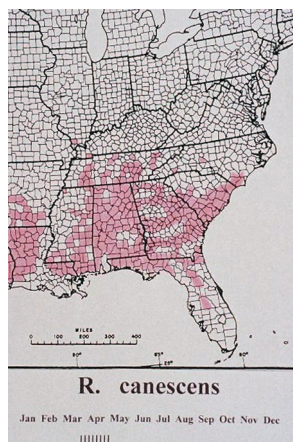 MILES
0 100 200 300 400
90° 85° 80°
25°
R. canescens
Jan Feb Mar Apr May Jun Jul Aug Sep Oct Nov Dec